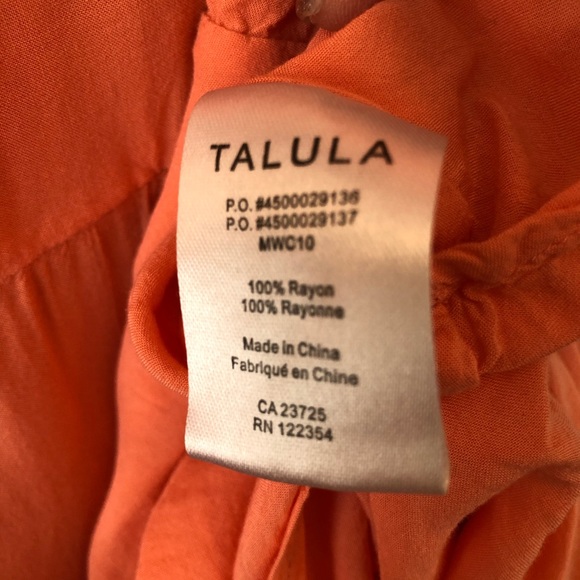 TALULA
P.O. #4500029136
P.O. #4500029137
MWC10
100% Rayon
100% Rayonne
Made in China
Fabriqué en Chine
CA 23725
RN 122354